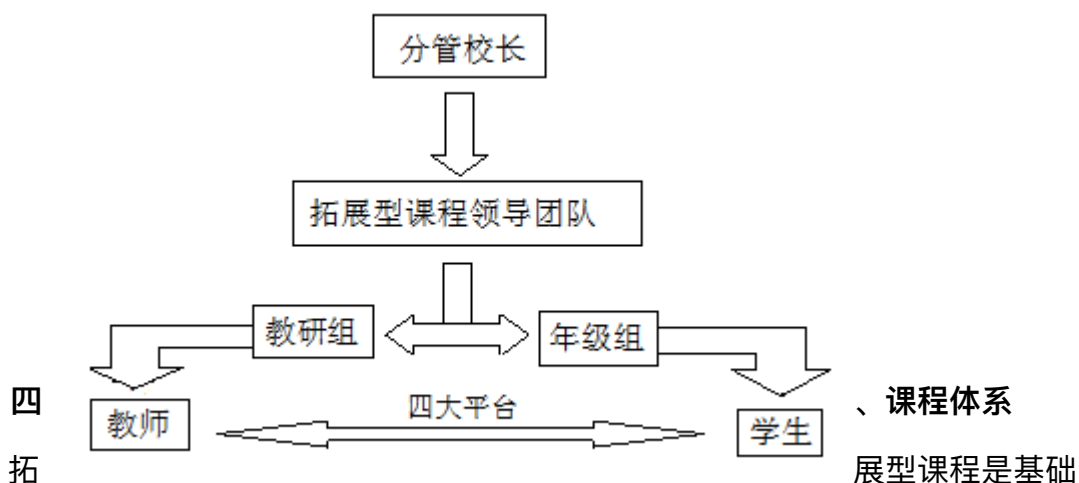 分管校长
拓展型课程领导团队
教研组 年级组
四大平台
教师 学生
四、课程体系
拓展型课程是基础